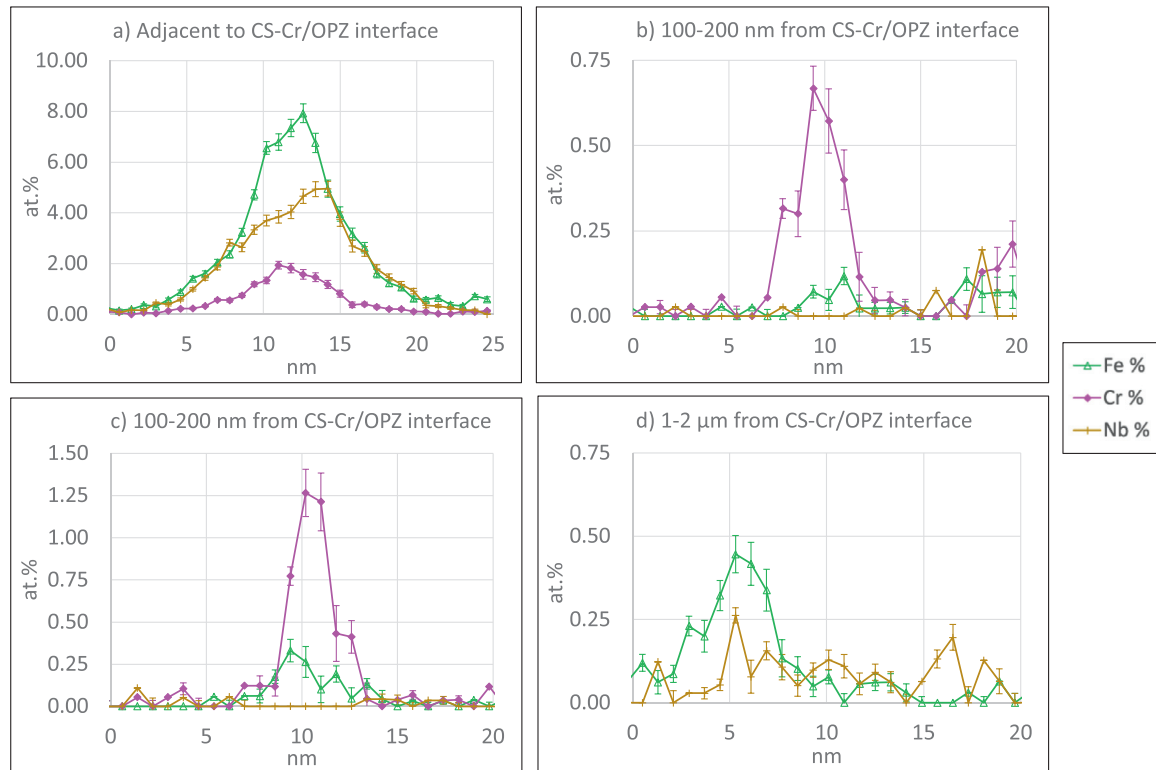 a) Adjacent to CS-Cr/OPZ interface
10.00
8.00
6.00
4.00
2.00
0.00
at.%
0 5 10 15 20 25
nm
b) 100-200 nm from CS-Cr/OPZ interface
0.75
0.50
0.25
0.00
at.%
0 5 10 15 20
nm
Fe %
Cr %
Nb %
c) 100-200 nm from CS-Cr/OPZ interface
1.50
1.25
1.00
0.75
0.50
0.25
0.00
at.%
0 5 10 15 20
nm
d) 1-2 μm from CS-Cr/OPZ interface
0.75
0.50
0.25
0.00
at.%
0 5 10 15 20
nm